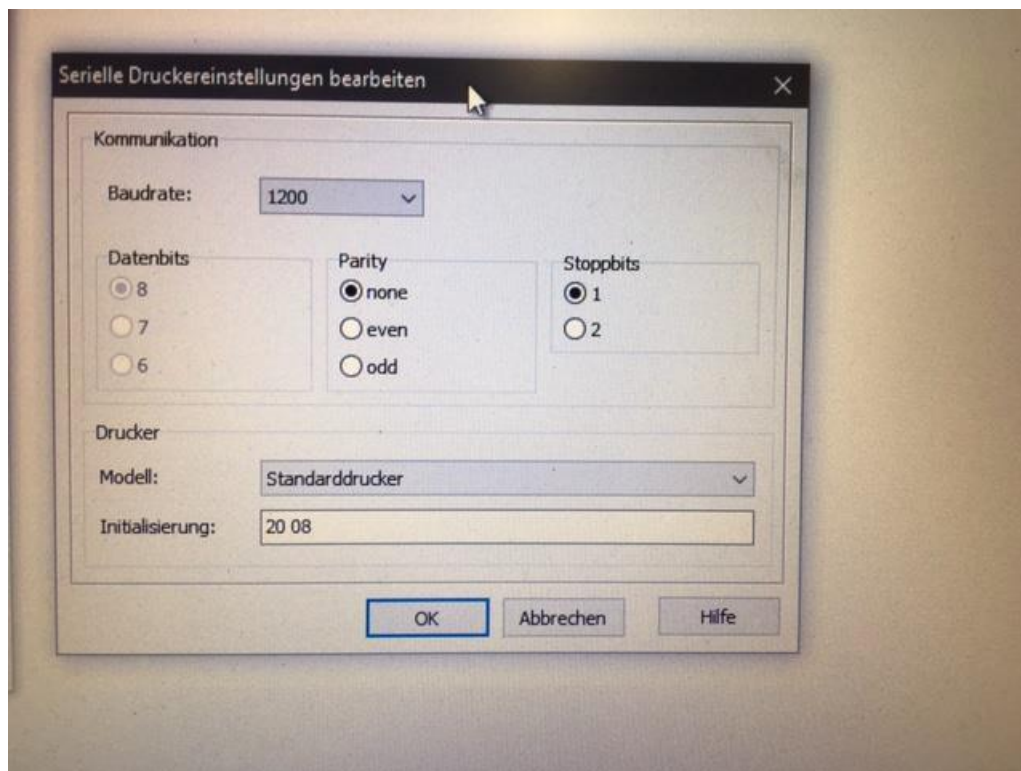 Serielle Druckereinstellungen bearbeiten
Kommunikation
Baudrate:
1200
Datenbits
8
7
6
Parity
none
even
odd
Stoppbits
1
2
Drucker
Modell:
Standarddrucker
Initialisierung:
20 08
OK
Abbrechen
Hilfe